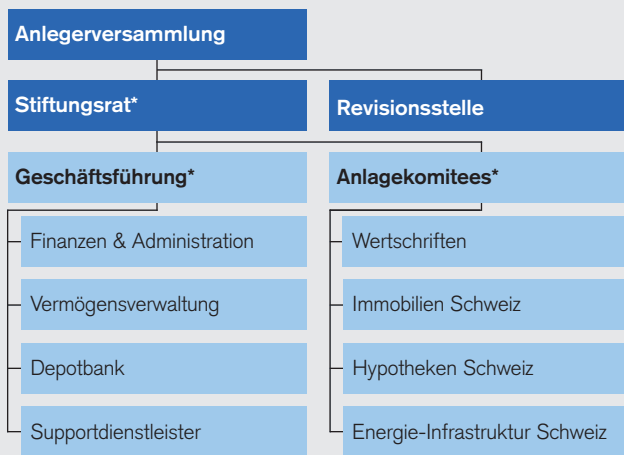 Anlegerversammlung
Stiftungsrat*
Revisionsstelle
Geschäftsführung*
Anlagekomitees*
Finanzen & Administration
Wertschriften
Vermögensverwaltung
Immobilien Schweiz
Depotbank
Hypotheken Schweiz
Supportdienstleister
Energie-Infrastruktur Schweiz